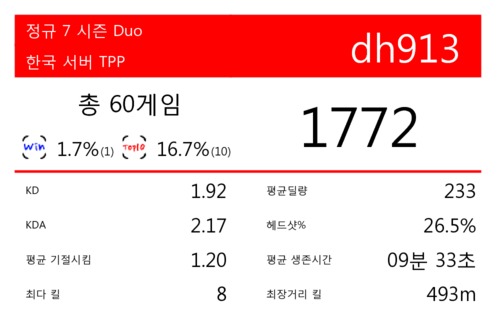 정규 7 시즌 Duo
한국 서버 TPP
dh913
총 60게임
Win 1.7%(1) Top10 16.7%(10)
1772
KD 1.92
평균딜량 233
KDA 2.17
헤드샷% 26.5%
평균 기절시킴 1.20
평균 생존시간 09분 33초
최다 킬 8
최장거리 킬 493m